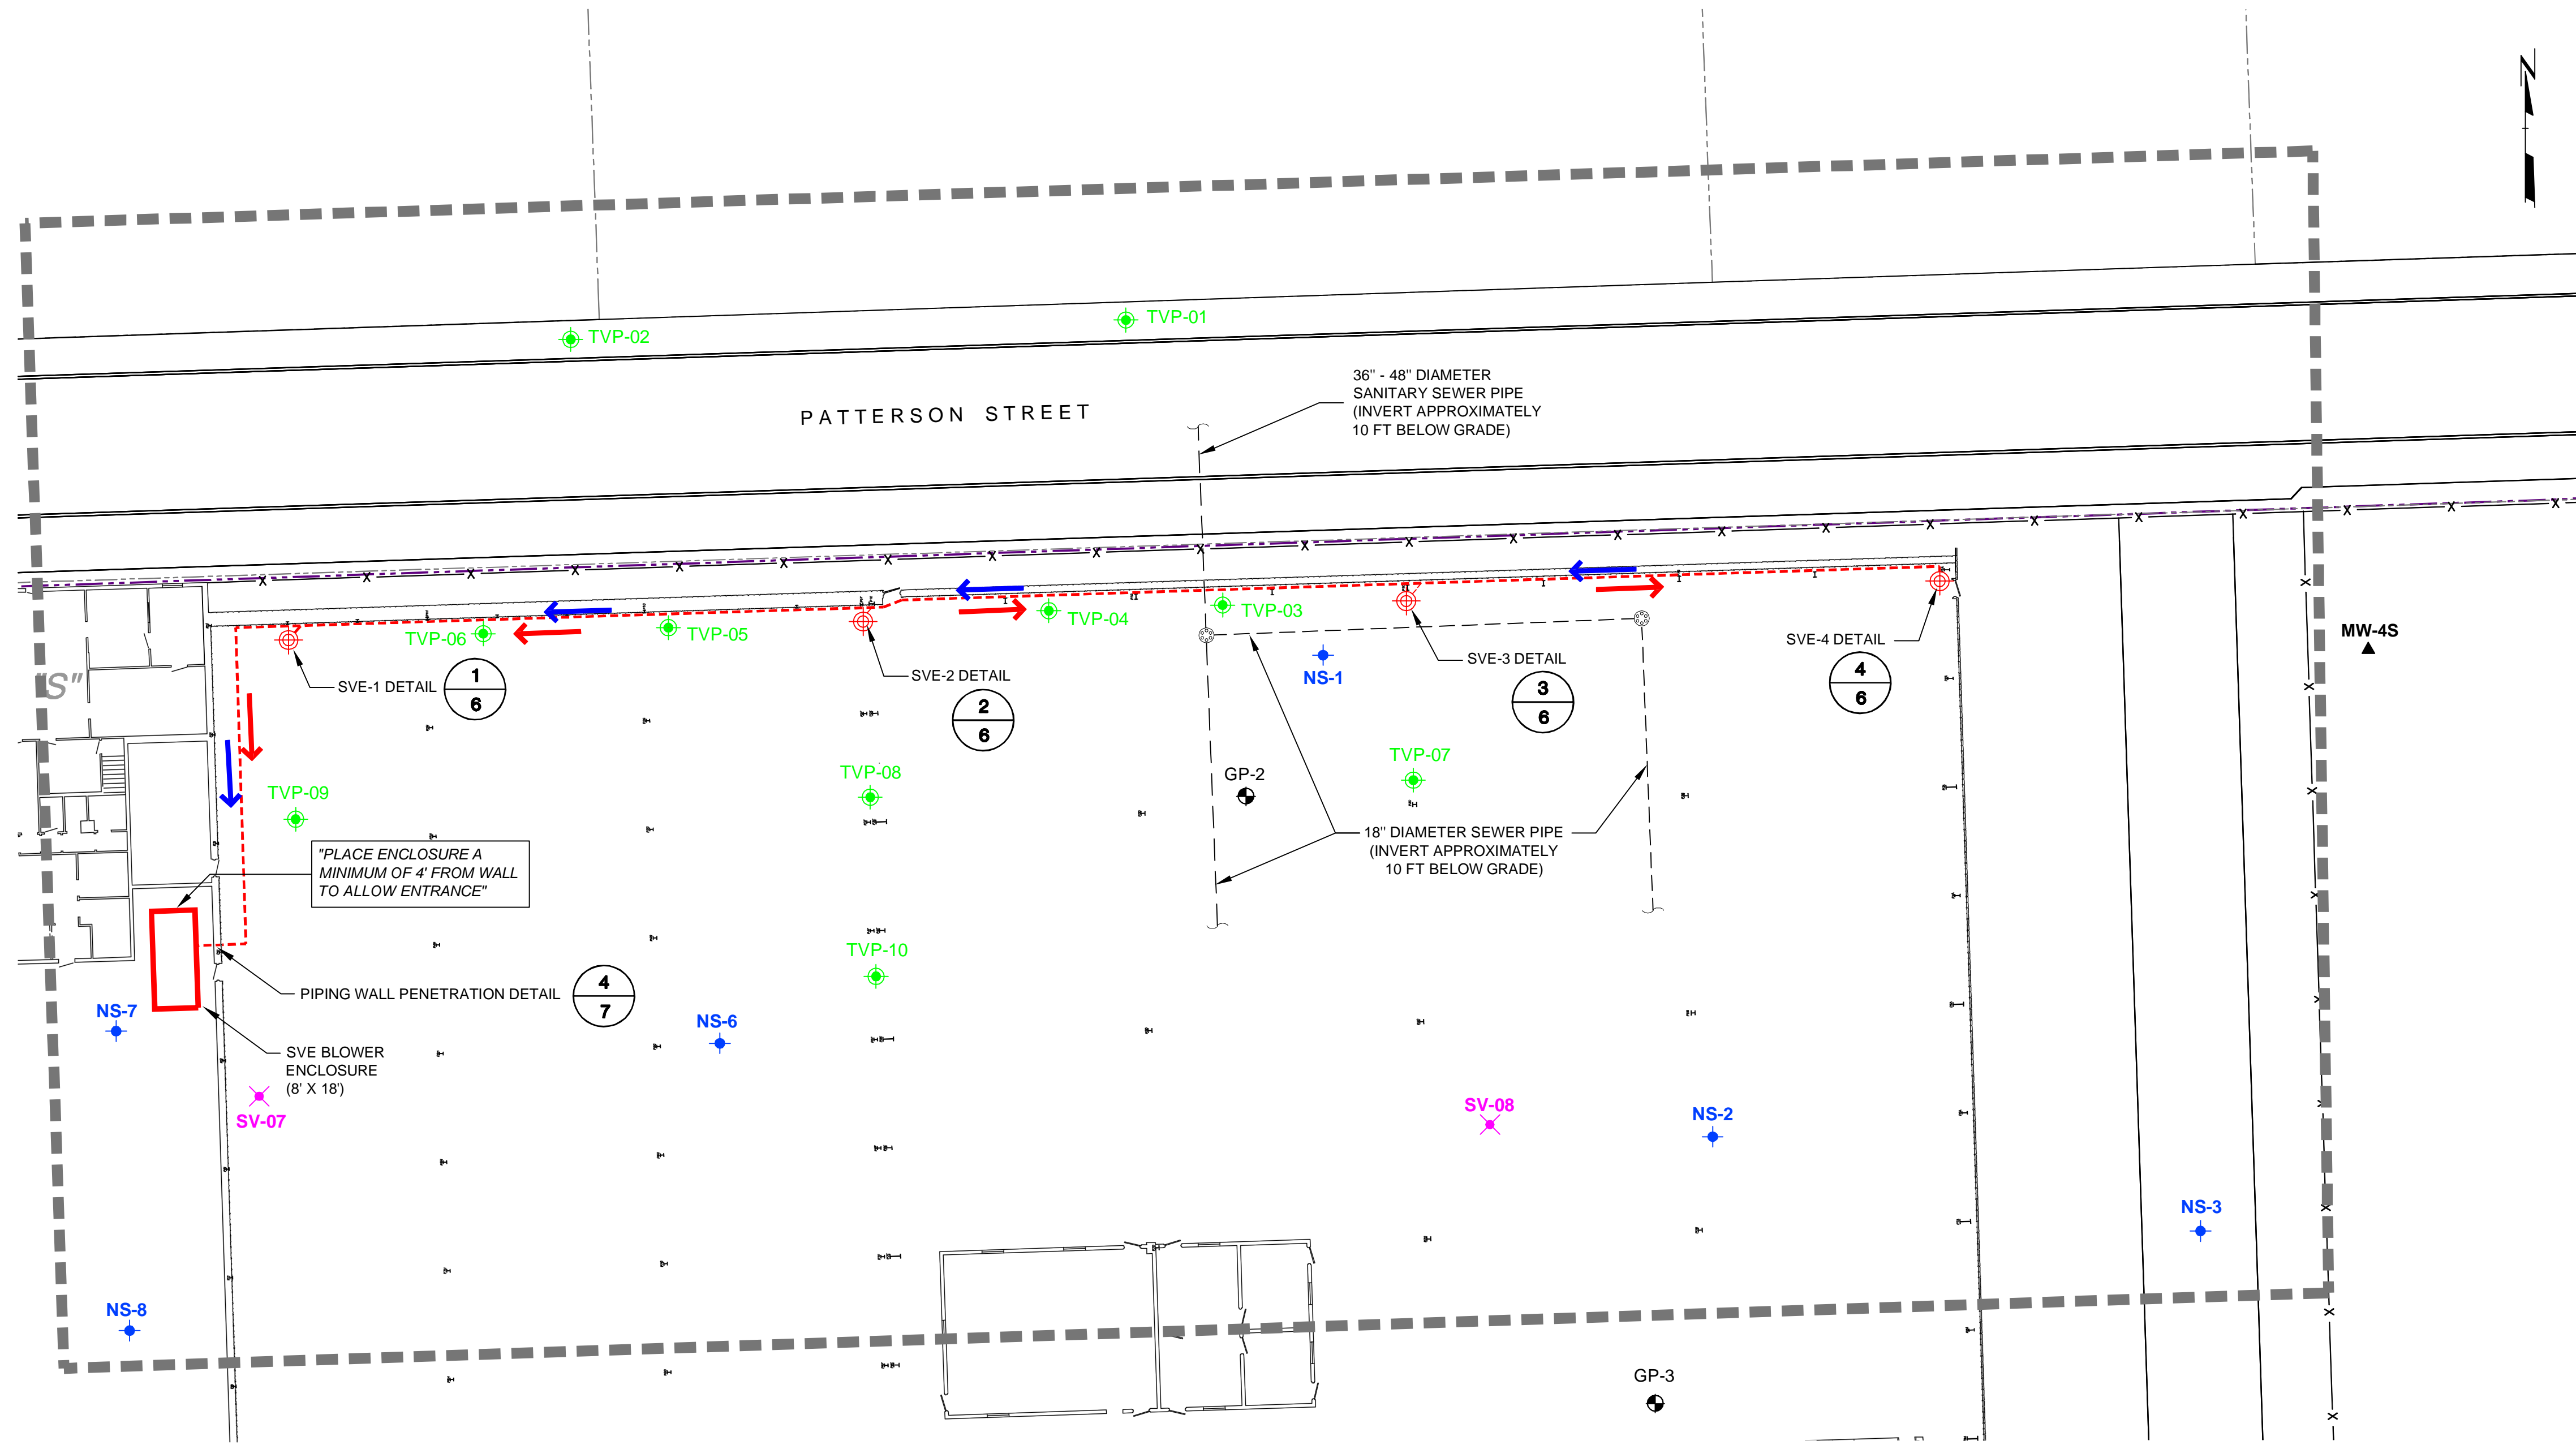 N
TVP-01
TVP-02
36" - 48" DIAMETER
SANITARY SEWER PIPE
(INVERT APPROXIMATELY
10 FT BELOW GRADE)
PATTERSON STREET
TVP-06
TVP-05
TVP-04
TVP-03
SVE-1 DETAIL
1
6
SVE-2 DETAIL
2
6
NS-1
SVE-3 DETAIL
3
6
SVE-4 DETAIL
4
6
MW-4S
"S"
TVP-09
TVP-08
GP-2
TVP-07
"PLACE ENCLOSURE A
MINIMUM OF 4' FROM WALL
TO ALLOW ENTRANCE"
18" DIAMETER SEWER PIPE
(INVERT APPROXIMATELY
10 FT BELOW GRADE)
TVP-10
PIPING WALL PENETRATION DETAIL
4
7
NS-7
NS-6
SVE BLOWER
ENCLOSURE
(8' X 18')
SV-07
SV-08
NS-2
NS-3
NS-8
GP-3